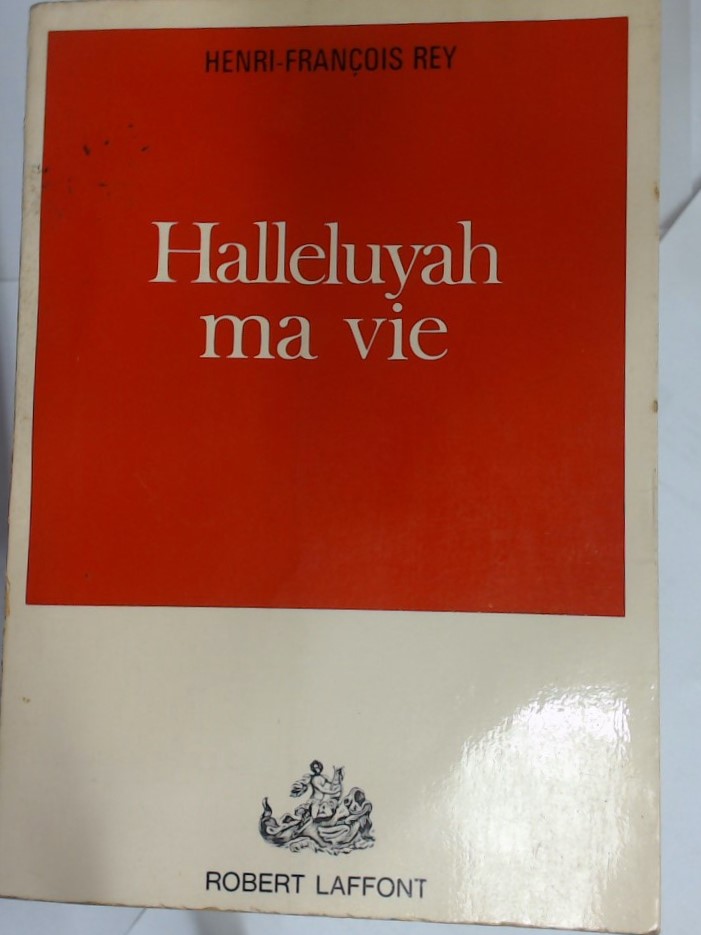 HENRI-FRANÇOIS REY
Halleluyah
ma vie
ROBERT LAFFONT